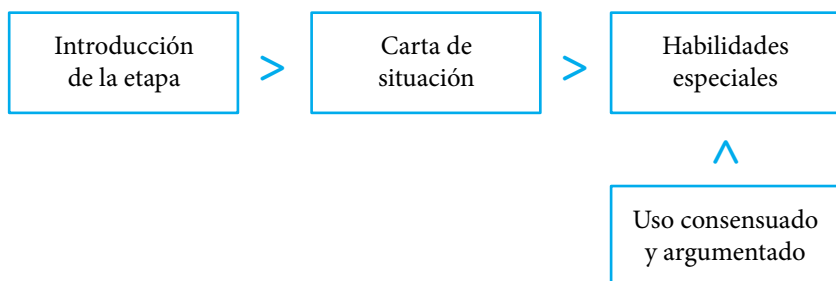 Introducción
de la etapa
>
Carta de
situación
>
Habilidades
especiales
>
Uso consensuado
y argumentado